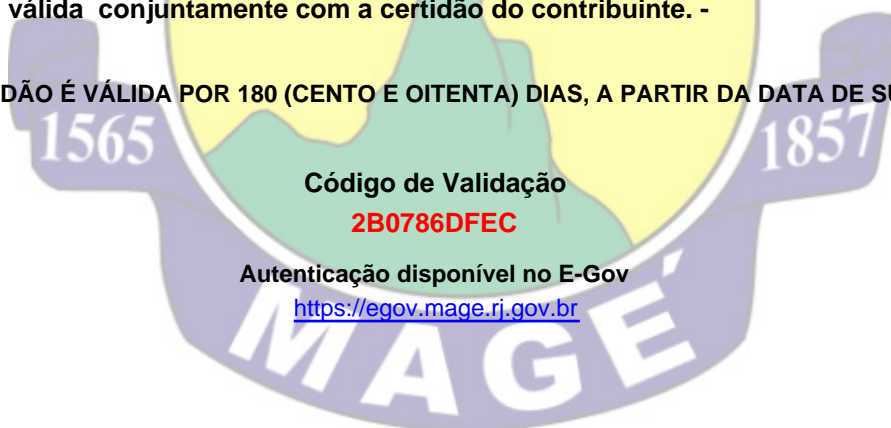 válida conjuntamente com a certidão do contribuinte. -
DÃO É VÁLIDA POR 180 (CENTO E OITENTA) DIAS, A PARTIR DA DATA DE SU
1565
1857
Código de Validação
2B0786DFEC
Autenticação disponível no E-Gov
https://egov.mage.rj.gov.br
MAGÉ